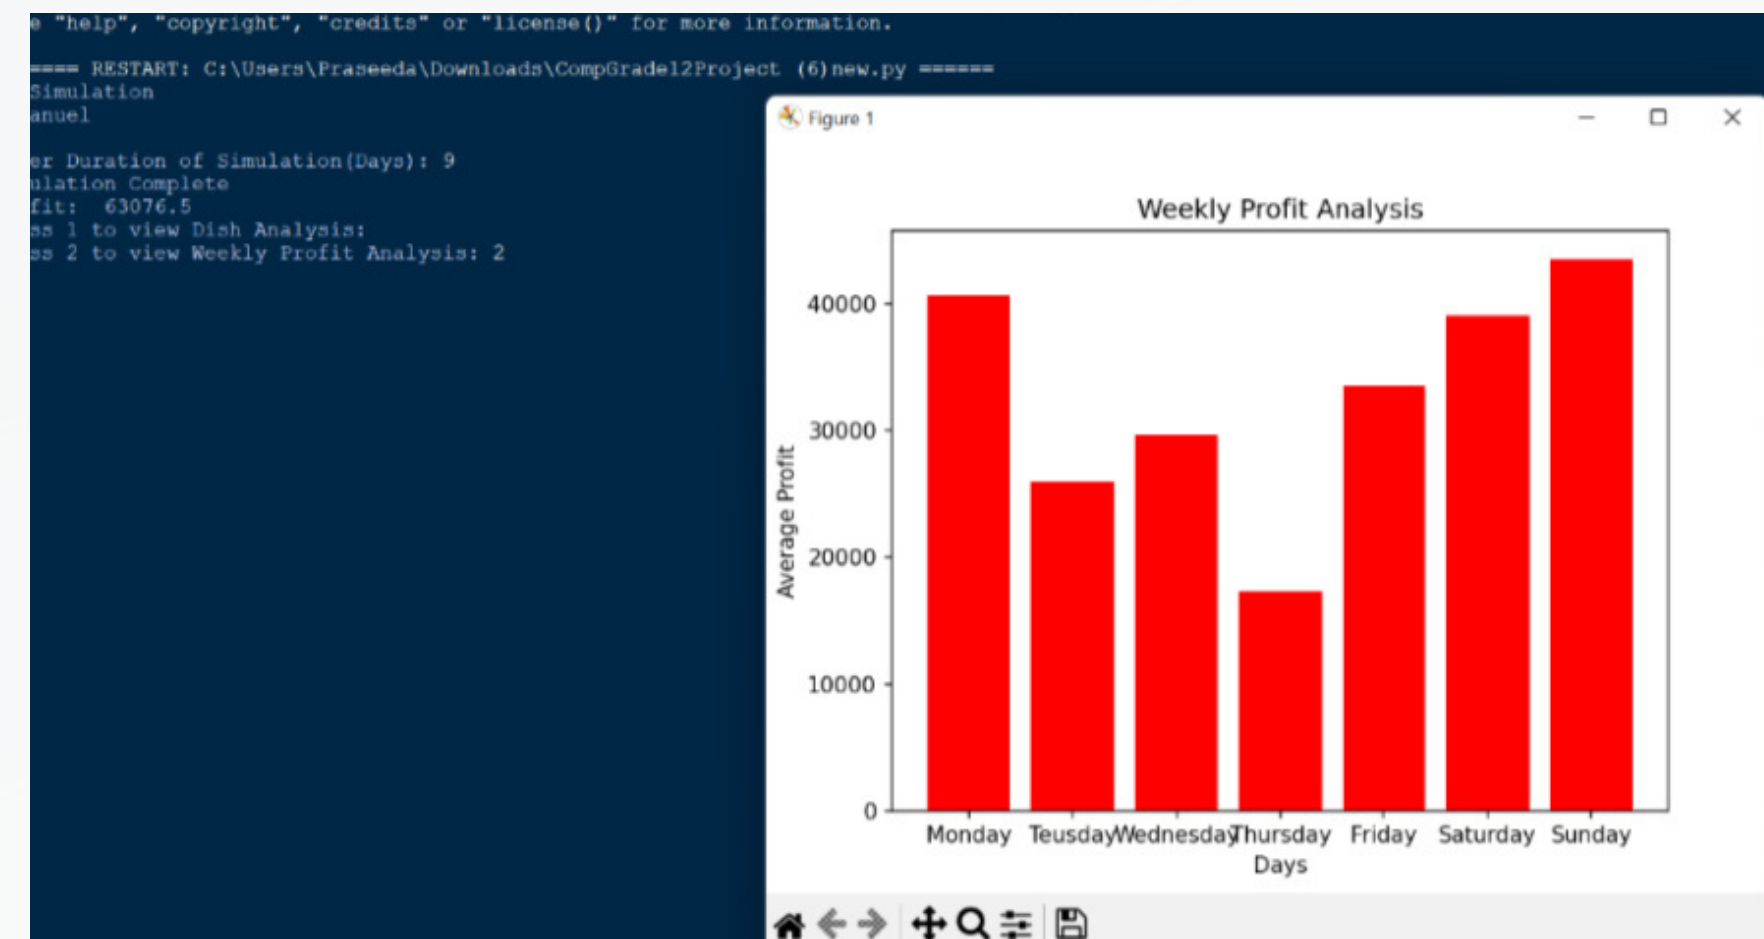 e "help", "copyright", "credits" or "license()" for more information.
==== RESTART: C:\Users\Praseeda\Downloads\CompGrade12Project (6)new.py ======
Simulation
anuel
er Duration of Simulation(Days): 9
ulation Complete
fit: 63076.5
ss 1 to view Dish Analysis:
ss 2 to view Weekly Profit Analysis: 2
Figure 1
Weekly Profit Analysis
40000
30000
20000
10000
0
Average Profit
Monday Teusday Wednesday Thursday Friday Saturday Sunday
Days